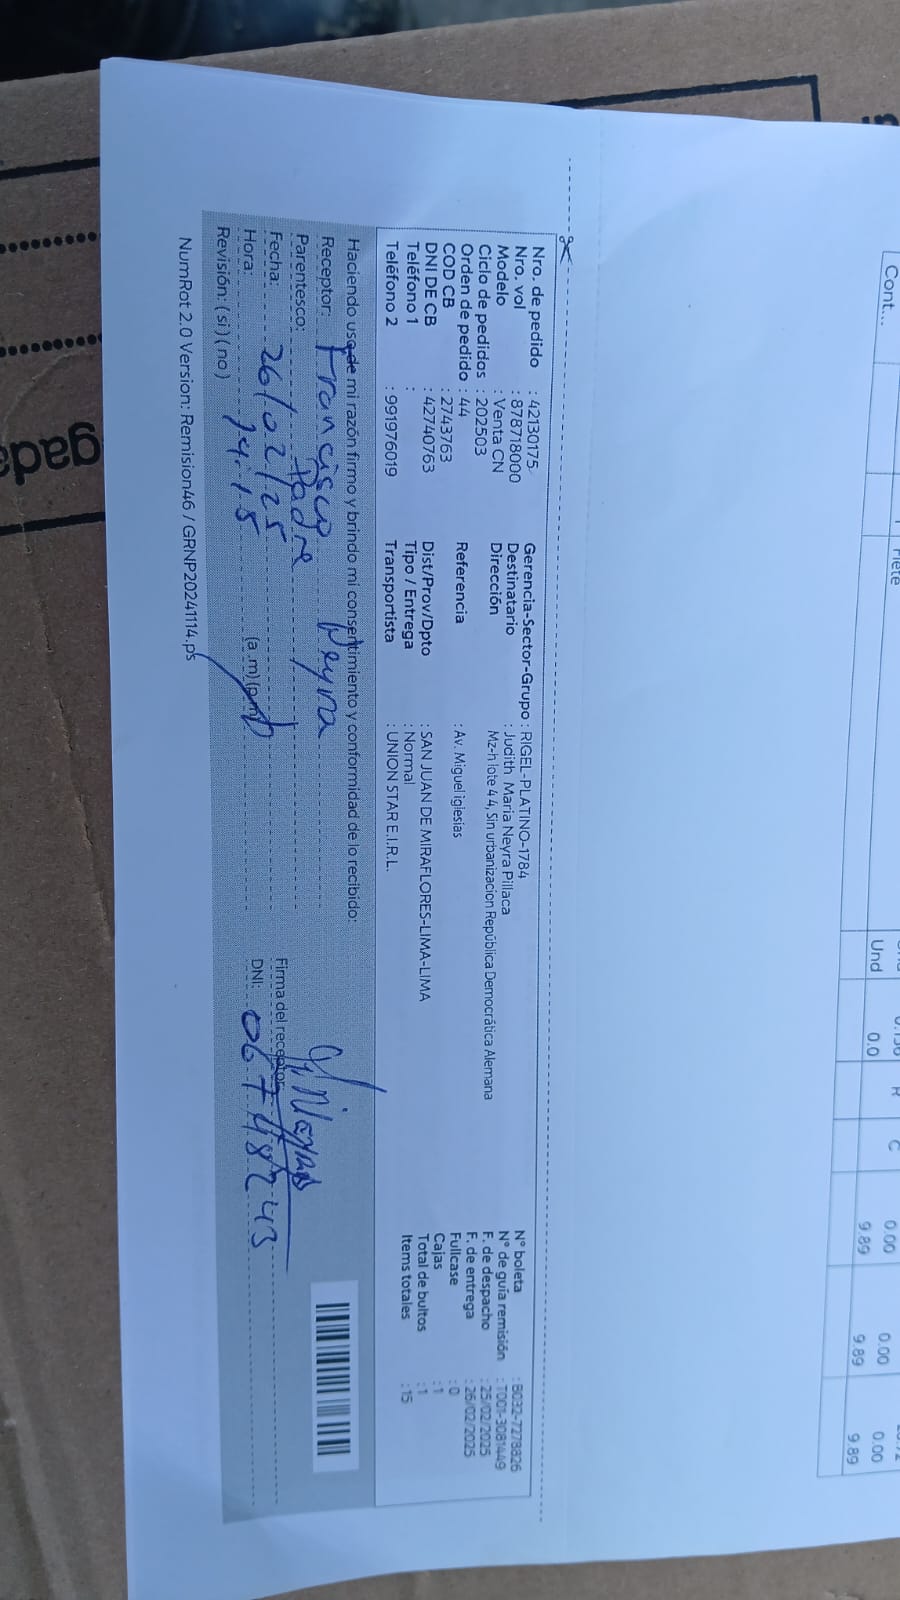 Cont...
Flete
Und 0.0
R C
0.00 0.00 0.00
9.89 9.89 9.89
Nro. de pedido : 42130175-
Nro. vol : 878718000
Modelo : Venta CN
Ciclo de pedidas : 202503
Orden de pedido : 44
COD CB : 2743763
DNI DE CB : 42740763
Teléfono 1 :
Teléfono 2 : 991976019
Gerencia-Sector-Grupo : RIGEL-PLATINO-1784
Destinatario : Judith Maria Neyra Pillaca
Dirección Mz-h lote 4 4, Sin urbanizacion República Democrática Alemana
Referencia : Av. Miguel iglesias
Dist/Prov/Dpto : SAN JUAN DE MIRAFLORES-LIMA-LIMA
Tipo / Entrega : Normal
Transportista : UNION STAR E.I.R.L.
N° boleta : B032-7278826
N° de guía remisión : T001-3081449
F. de despacho : 25/02/2025
F. de entrega : 26/02/2025
Fullcase : 0
Cajas : 1
Total de bultos : 1
Items totales : 15
Haciendo uso de mi razón firmo y brindo mi consentimiento y conformidad de lo recibido:
Receptor: Francisco Neyra
Parentesco: Padre
Fecha: 26/02/25
Hora: 14:15 (a.m)(p.m)
Revisión: (si)(no)
Firma del receptor
DNI: 06748243
NumRot 2.0 Version: Remision46 / GRNP20241114.ps